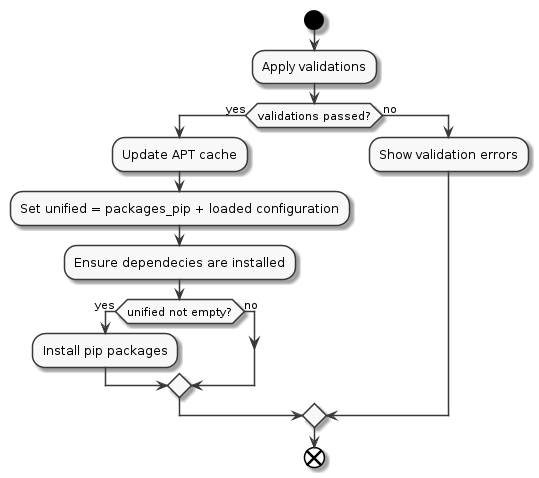 Apply validations
yes
validations passed?
no
Update APT cache
Show validation errors
Set unified = packages_pip + loaded configuration
Ensure dependecies are installed
yes
unified not empty?
no
Install pip packages